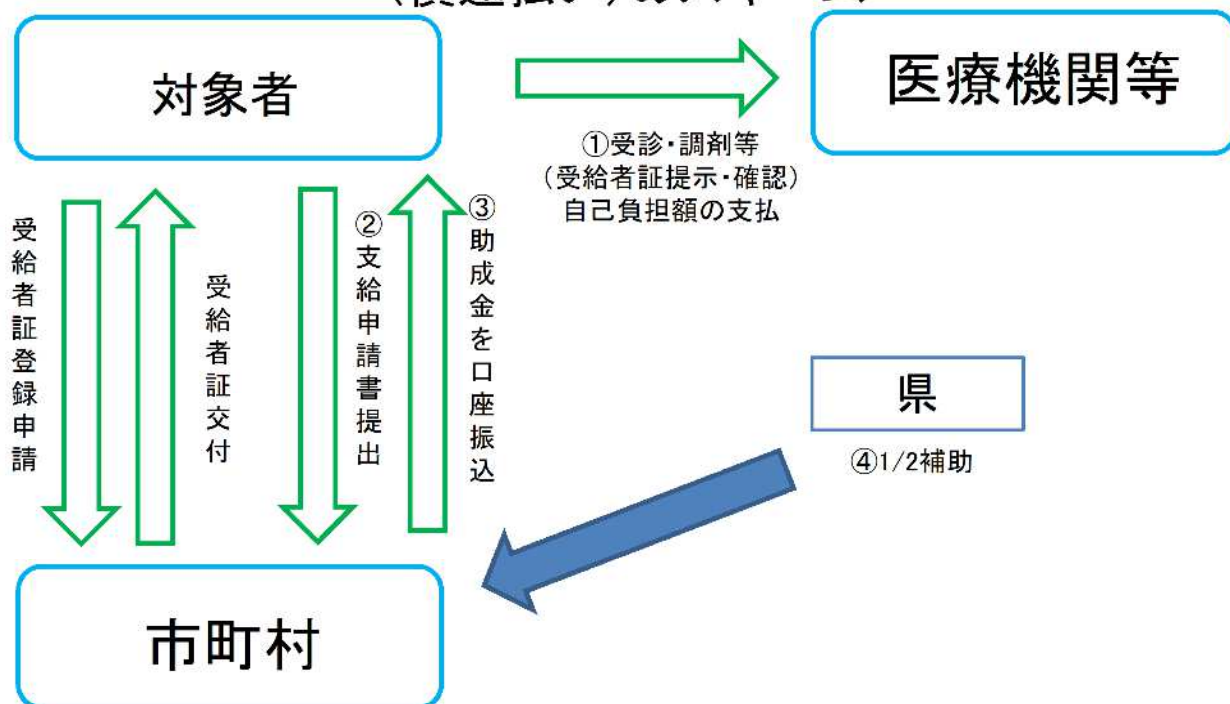 対象者
医療機関等
①受診・調剤等
(受給者証提示・確認)
自己負担額の支払
受給者証登録申請
受給者証交付
②支給申請書提出
③助成金を口座振込
県
④1/2補助
市町村